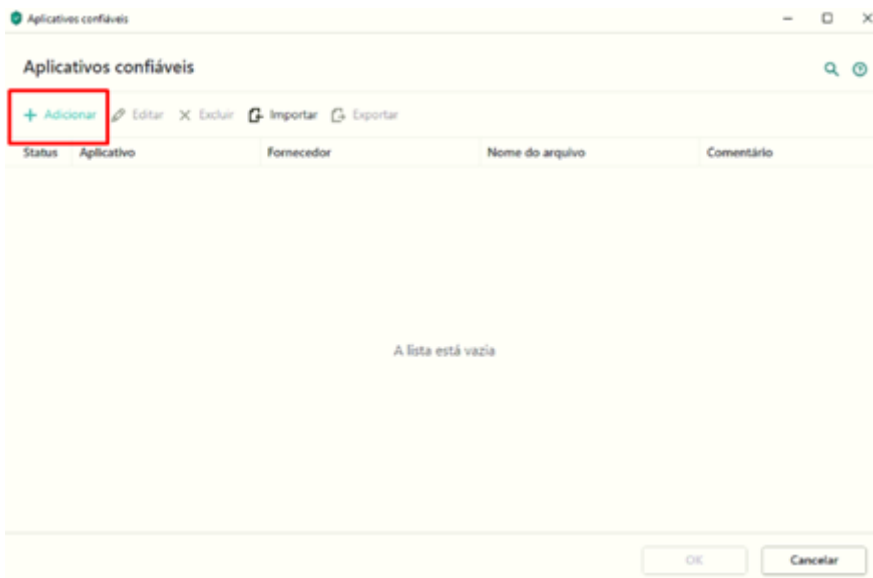 Aplicativos confiáveis
Aplicativos confiáveis
+ Adicionar Editar Excluir Importar Exportar
Status Aplicativo Fornecedor Nome do arquivo Comentário
A lista está vazia
OK Cancelar